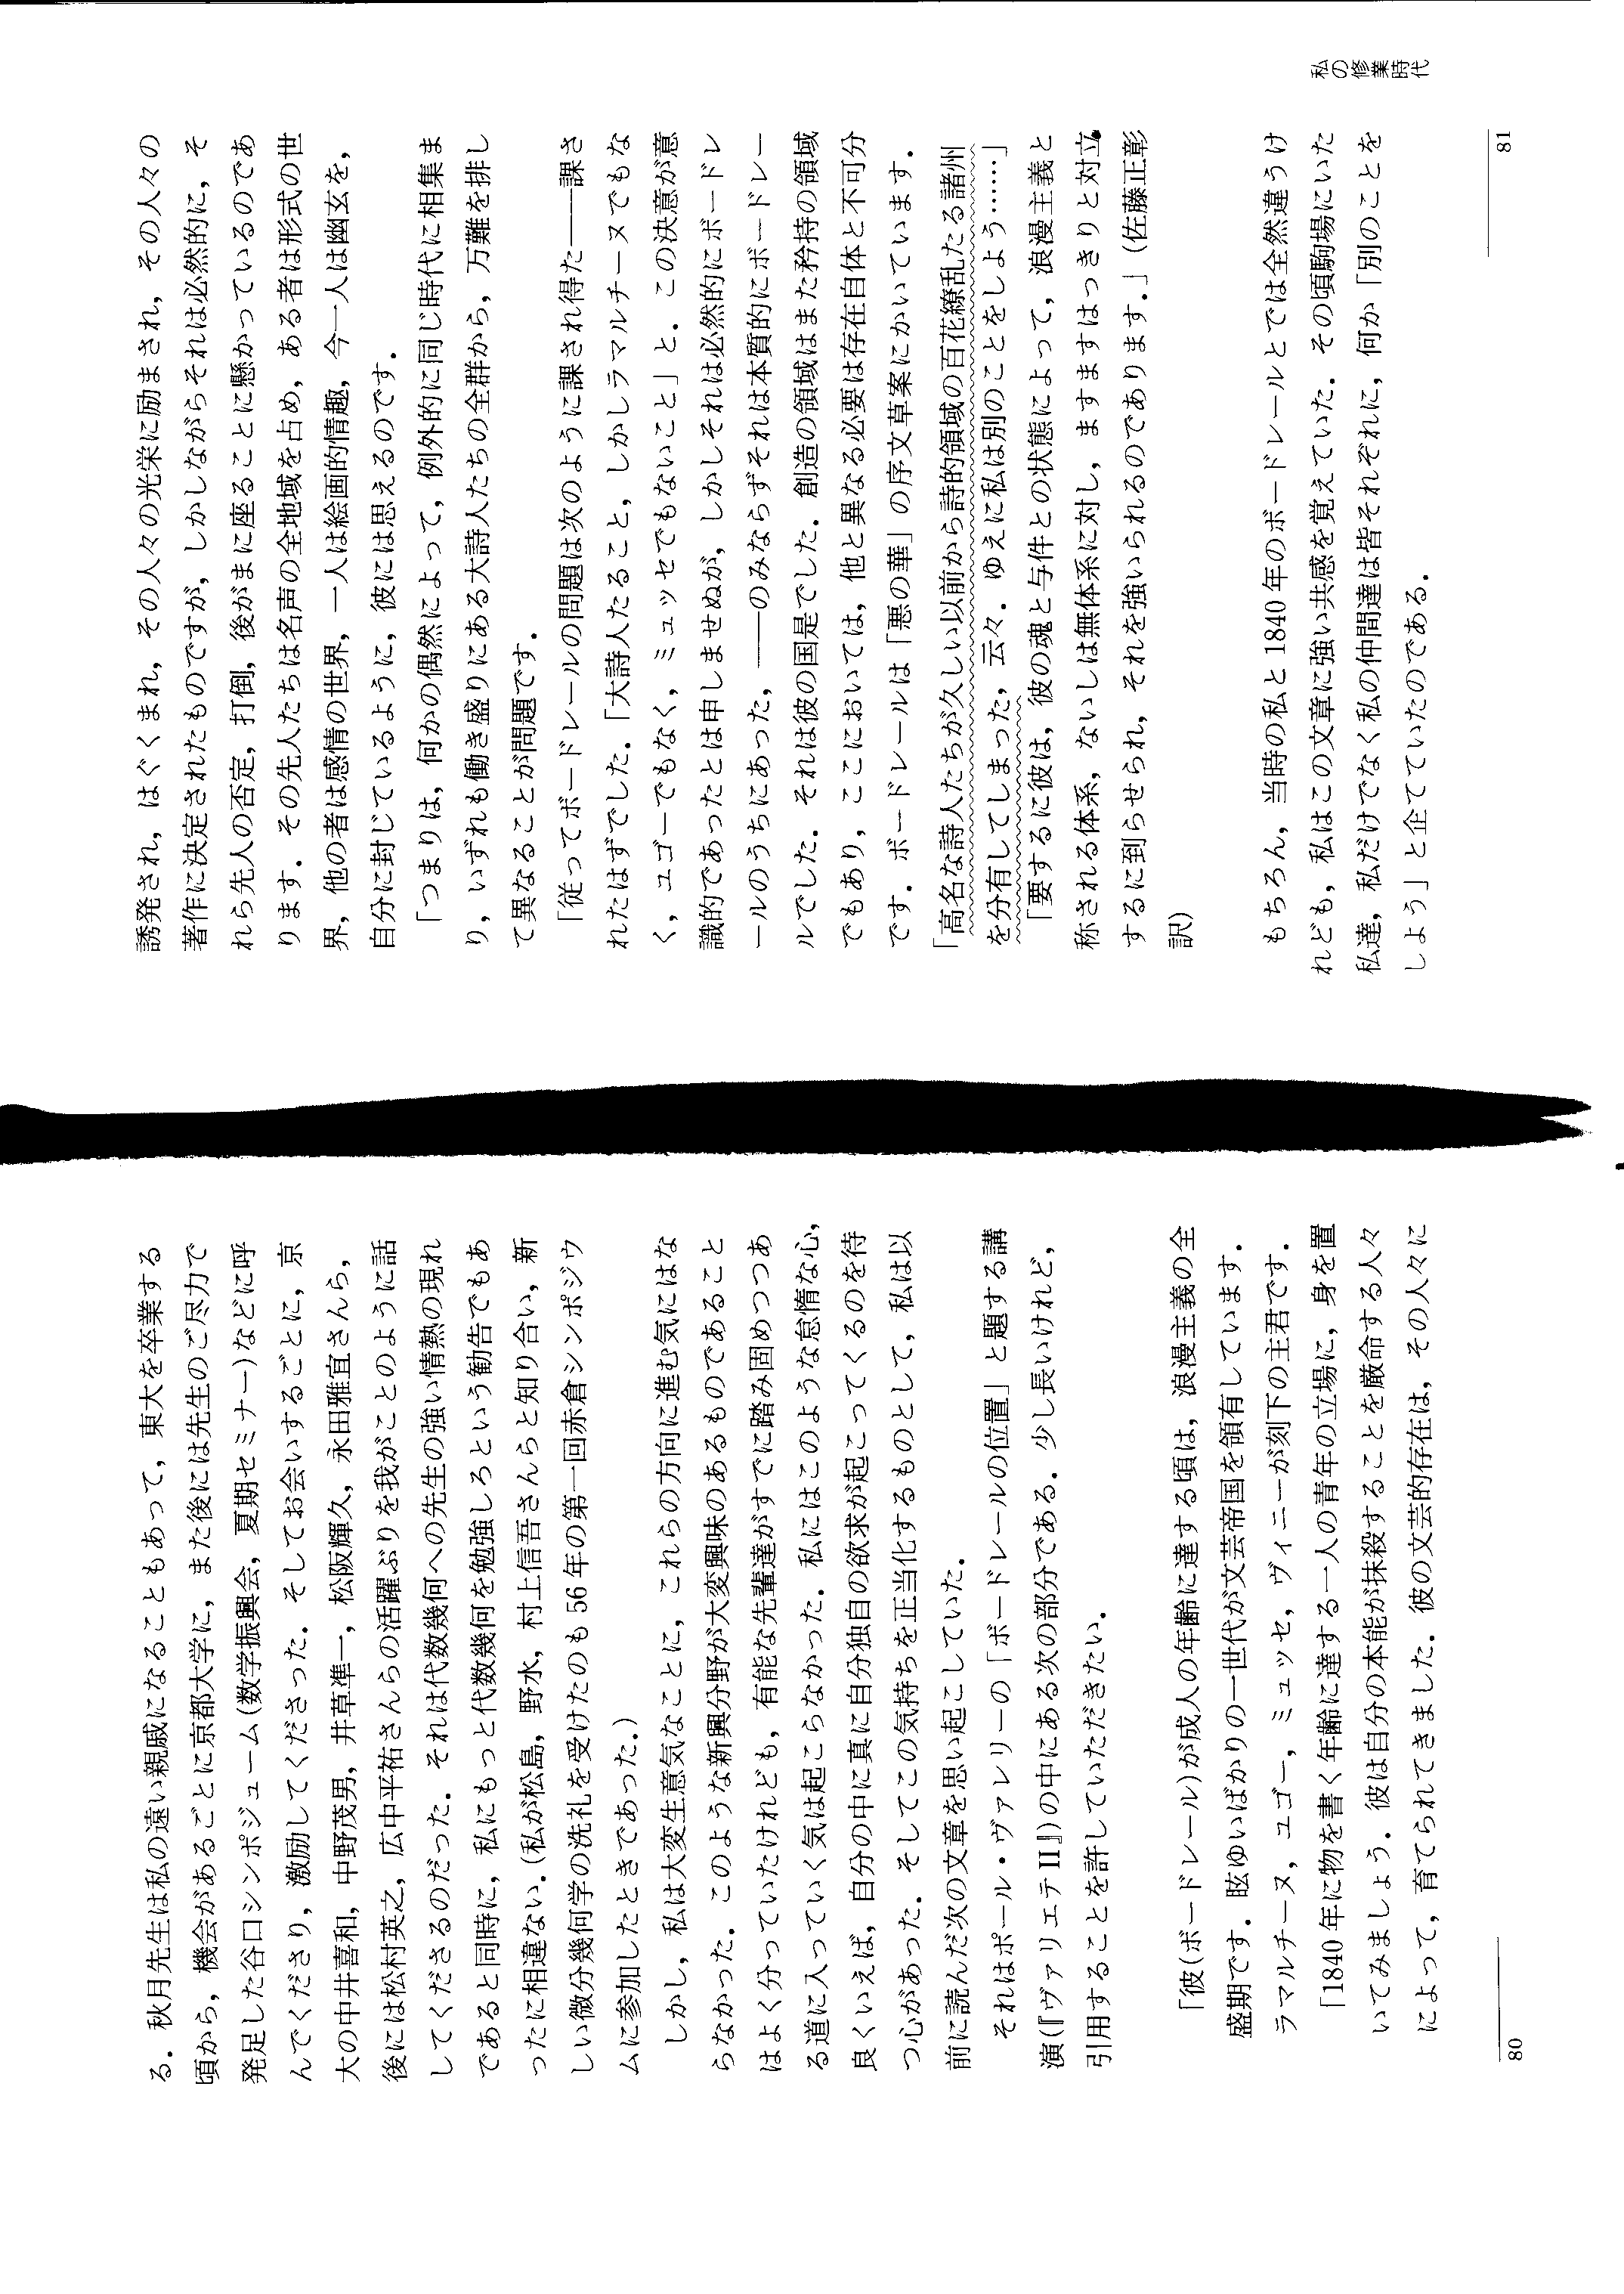 る．秋月先生は私の遠い親戚になることもあって，東大を卒業する
頃から，機会があるごとに京都大学に，また後には先生のご尽力で
発足した谷口シンポジューム(数学振興会，夏期セミナー)などに呼
んでくださり，激励してくださった．そしてお会いするごとに，京
大の中井喜和，中野茂男，井草準一，松阪輝久，永田雅宜さんら，
後には松村英之，広中平祐さんらの活躍ぶりを我がことのように話
してくださるのだった．それは代数幾何への先生の強い情熱の現れ
であると同時に，私にもっと代数幾何を勉強しろという勧告でもあ
ったに相違ない．(私が松島，野水，村上信吾さんらと知り合い，新
しい微分幾何学の洗礼を受けたのも56年の第一回赤倉シンポジウ
ムに参加したときであった．)
しかし，私は大変生意気なことに，これらの方向に進む気にはな
らなかった．このような新興分野が大変興味のあるものであること
はよく分っていたけれども，有能な先輩達がすでに踏み固めつつあ
る道に入っていく気は起こらなかった．私にはこのような怠惰な心，
良くいえば，自分の中に真に自分独自の欲求が起こってくるのを待
つ心があった．そしてこの気持ちを正当化するものとして，私は以
前に読んだ次の文章を思い起こしていた．
それはポール・ヴァレリーの「ボードレールの位置」と題する講
演(『ヴァリエテII』)の中にある次の部分である．少し長いけれど，
引用することを許していただきたい．
「彼(ボードレール)が成人の年齢に達する頃は，浪漫主義の全
盛期です．眩ゆいばかりの一世代が文芸帝国を領有しています．
ラマルチーヌ，ユゴー，ミュッセ，ヴィニーが刻下の主君です．
「1840年に物を書く年齢に達する一人の青年の立場に，身を置
いてみましょう．彼は自分の本能が抹殺することを厳命する人々
によって，育てられてきました．彼の文芸的存在は，その人々に
80
私の修業時代
誘発され，はぐくまれ，その人々の光栄に励まされ，その人々の
著作に決定されたものですが，しかしながらそれは必然的に，そ
れら先人の否定，打倒，後がまに座ることに懸かっているのであ
ります．その先人たちは名声の全地域を占め，ある者は形式の世
界，他の者は感情の世界，一人は絵画的情趣，今一人は幽玄を，
自分に封じているように，彼には思えるのです．
「つまりは，何かの偶然によって，例外的に同じ時代に相集ま
り，いずれも働き盛りにある大詩人たちの全群から，万難を排し
て異なることが問題です．
「従ってボードレールの問題は次のように課され得た――課さ
れたはずでした．「大詩人たること，しかしラマルチーヌでもな
く，ユゴーでもなく，ミュッセでもないこと」と．この決意が意
識的であったとは申しませぬが，しかしそれは必然的にボードレ
ールのうちにあった，――のみならずそれは本質的にボードレー
ルでした．それは彼の国是でした．創造の領域はまた矜持の領域
でもあり，ここにおいては，他と異なる必要は存在自体と不可分
です．ボードレールは「悪の華」の序文草案にかいています．
「高名な詩人たちが久しい以前から詩的領域の百花繚乱たる諸州
を分有してしまった，云々．ゆえに私は別のことをしよう……」
「要するに彼は，彼の魂と与件との状態によって，浪漫主義と
称される体系，ないしは無体系に対し，ますますはっきりと対立
するに到らせられ，それを強いられるのであります．」(佐藤正彰
訳)
もちろん，当時の私と1840年のボードレールとでは全然違うけ
れども，私はこの文章に強い共感を覚えていた．その頃駒場にいた
私達，私だけでなく私の仲間達は皆それぞれに，何か「別のことを
しよう」と企てていたのである．
81